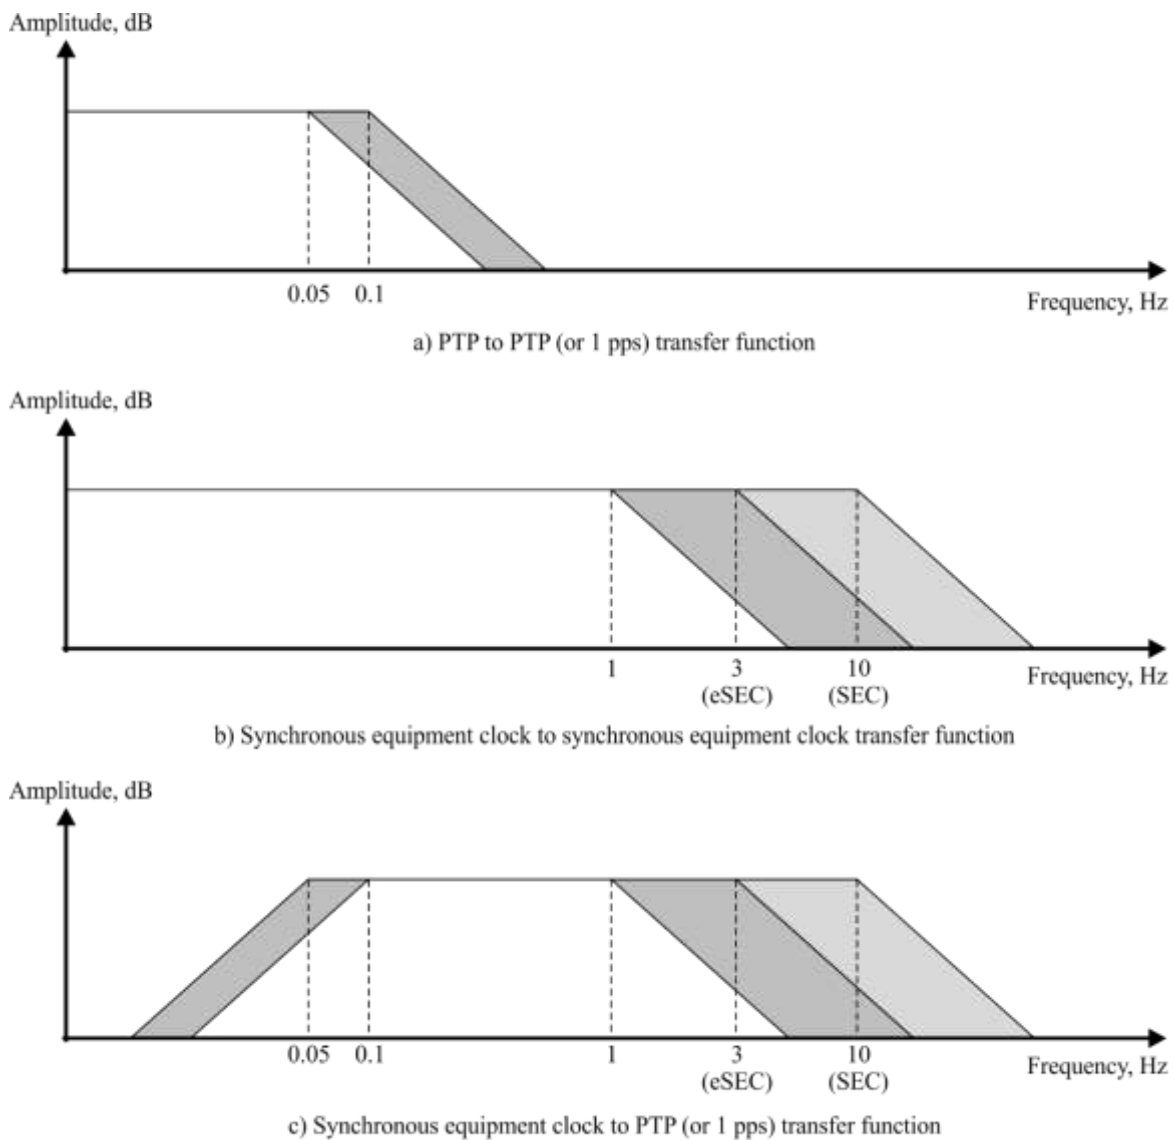 Amplitude, dB
0.05 0.1
Frequency, Hz
a) PTP to PTP (or 1 pps) transfer function
Amplitude, dB
1 3 10
(eSEC) (SEC)
Frequency, Hz
b) Synchronous equipment clock to synchronous equipment clock transfer function
Amplitude, dB
0.05 0.1 1 3 10
(eSEC) (SEC)
Frequency, Hz
c) Synchronous equipment clock to PTP (or 1 pps) transfer function